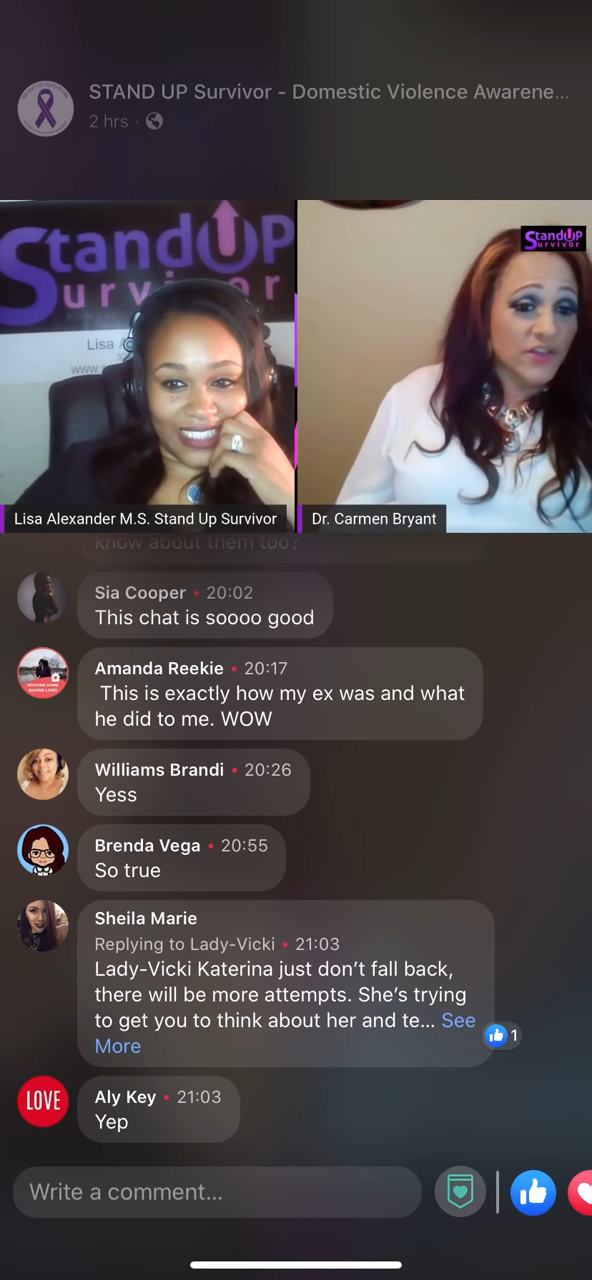 STAND UP Survivor - Domestic Violence Awarene...
2 hrs ·
StandUP
Survivor
Lisa
www.s
StandUP
Survivor
Lisa Alexander M.S. Stand Up Survivor
Dr. Carmen Bryant
know about them too?
Sia Cooper • 20:02
This chat is soooo good
Amanda Reekie • 20:17
This is exactly how my ex was and what
he did to me. WOW
Williams Brandi • 20:26
Yess
Brenda Vega • 20:55
So true
Sheila Marie
Replying to Lady-Vicki • 21:03
Lady-Vicki Katerina just don’t fall back,
there will be more attempts. She’s trying
to get you to think about her and te... See
More
1
LOVE
Aly Key • 21:03
Yep
Write a comment...